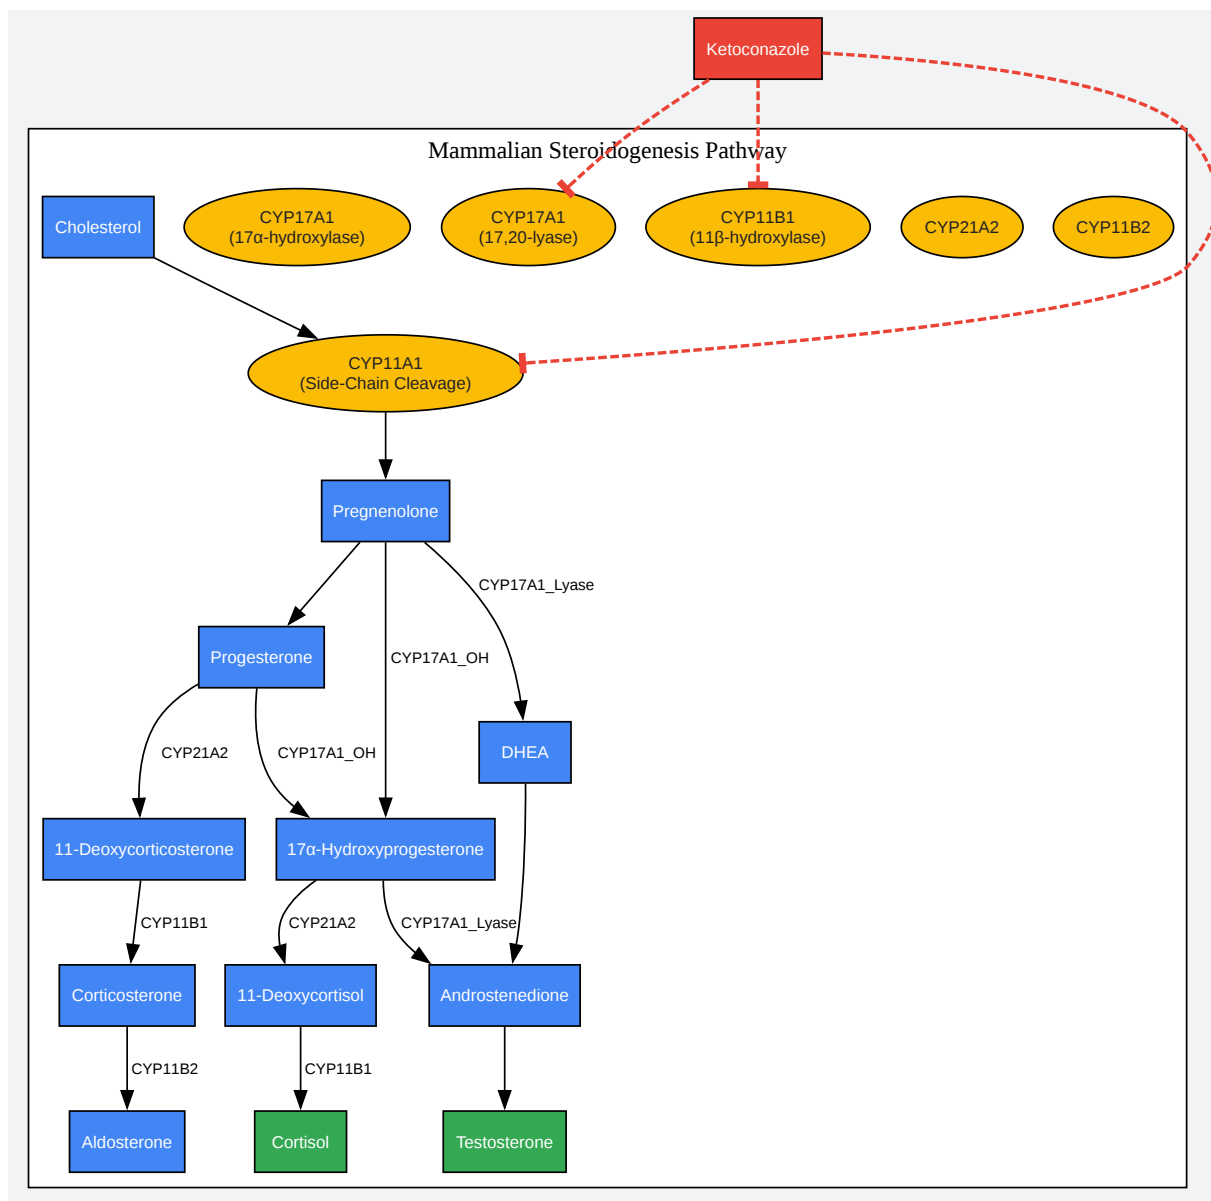 Ketoconazole
Mammalian Steroidogenesis Pathway
Cholesterol
CYP17A1
(17α-hydroxylase)
CYP17A1
(17,20-lyase)
CYP11B1
(11β-hydroxylase)
CYP21A2
CYP11B2
CYP11A1
(Side-Chain Cleavage)
Pregnenolone
CYP17A1_Lyase
Progesterone
CYP17A1_OH
CYP21A2
CYP17A1_OH
DHEA
11-Deoxycorticosterone
17α-Hydroxyprogesterone
CYP11B1
CYP21A2
CYP17A1_Lyase
Corticosterone
11-Deoxycortisol
Androstenedione
CYP11B2
CYP11B1
Aldosterone
Cortisol
Testosterone